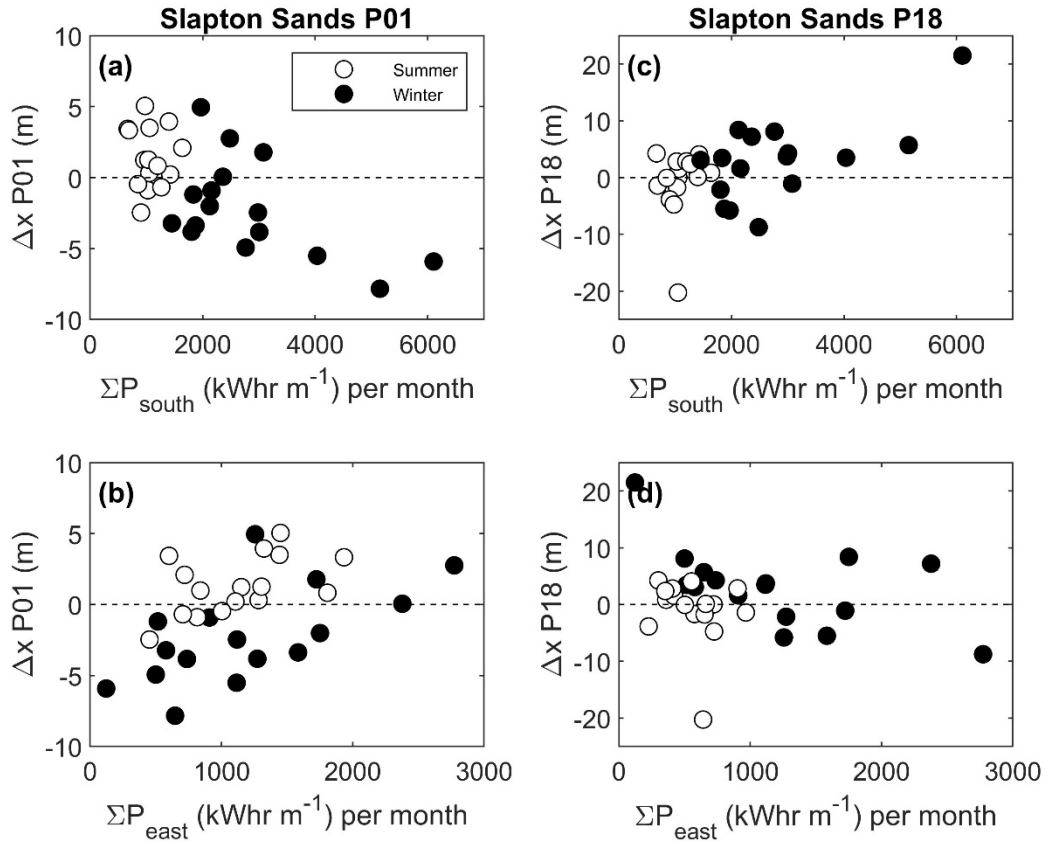 Slapton Sands P01
(a)
Summer
Winter
10
5
0
-5
-10
Δx P01 (m)
0 2000 4000 6000
ΣP_south (kWhr m⁻¹) per month
Slapton Sands P18
(c)
20
10
0
-10
-20
Δx P18 (m)
0 2000 4000 6000
ΣP_south (kWhr m⁻¹) per month
(b)
10
5
0
-5
-10
Δx P01 (m)
0 1000 2000 3000
ΣP_east (kWhr m⁻¹) per month
(d)
20
10
0
-10
-20
Δx P18 (m)
0 1000 2000 3000
ΣP_east (kWhr m⁻¹) per month